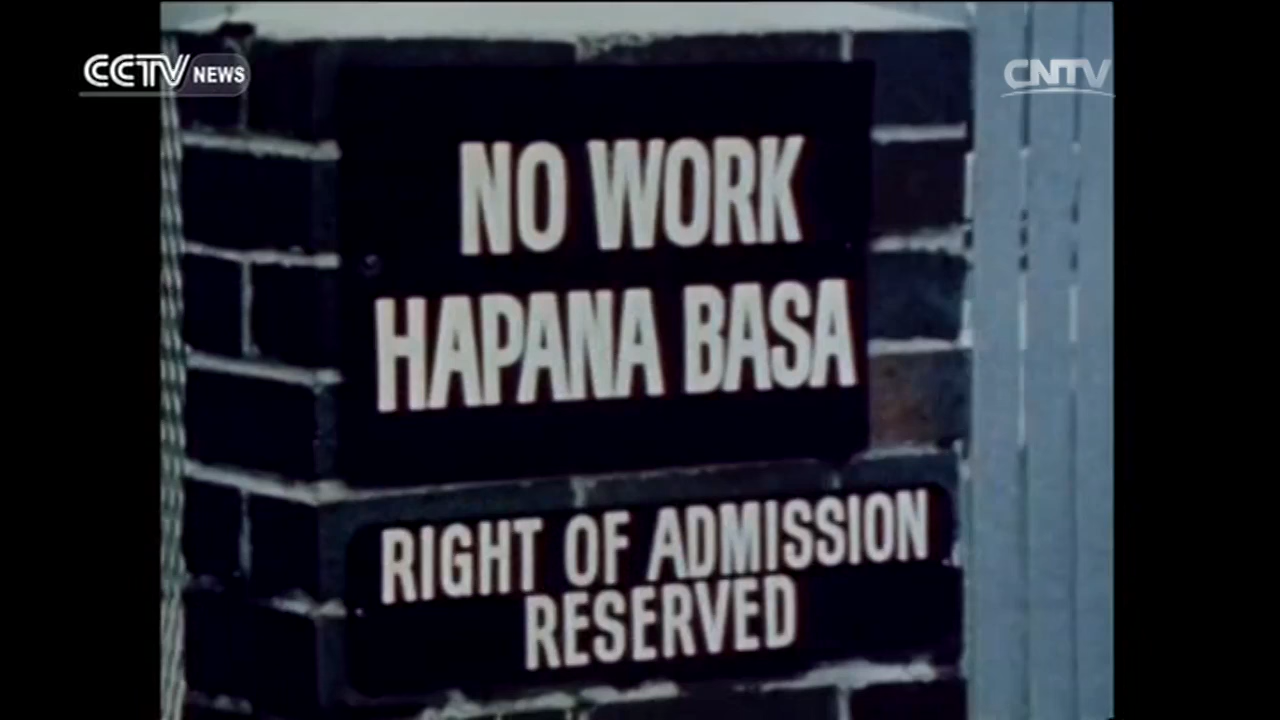 CCTV NEWS
CNTV
NO WORK
HAPANA BASA
RIGHT OF ADMISSION
RESERVED